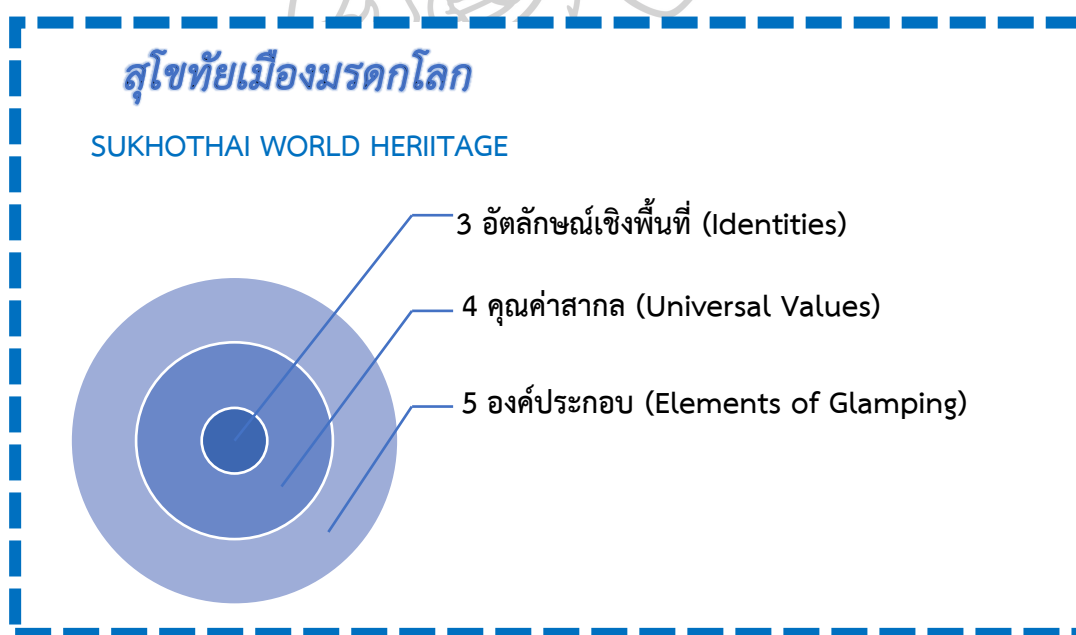 สุโขทัยเมืองมรดกโลก
SUKHOTHAI WORLD HERIITAGE
3 อัตลักษณ์เชิงพื้นที่ (Identities)
4 คุณค่าสากล (Universal Values)
5 องค์ประกอบ (Elements of Glamping)